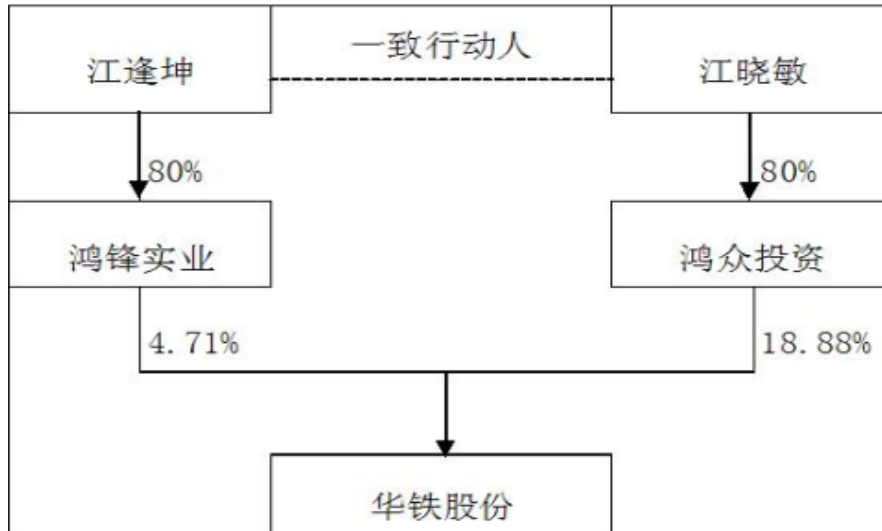 一致行动人
江逢坤
江晓敏
80%
80%
鸿锋实业
鸿众投资
4.71%
18.88%
华铁股份